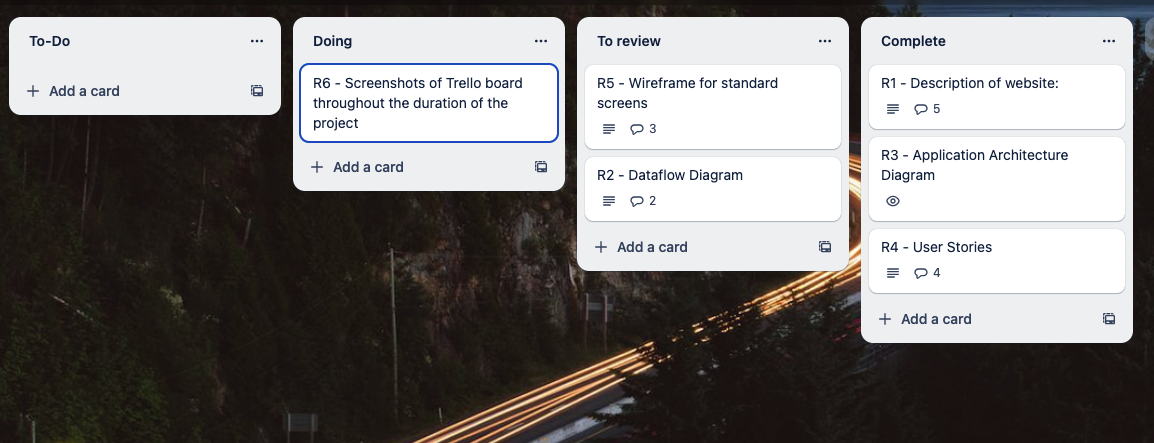 To-Do
Add a card
Doing
R6 - Screenshots of Trello board
throughout the duration of the
project
Add a card
To review
R5 - Wireframe for standard
screens
3
R2 - Dataflow Diagram
2
Add a card
Complete
R1 - Description of website:
5
R3 - Application Architecture
Diagram
R4 - User Stories
4
Add a card